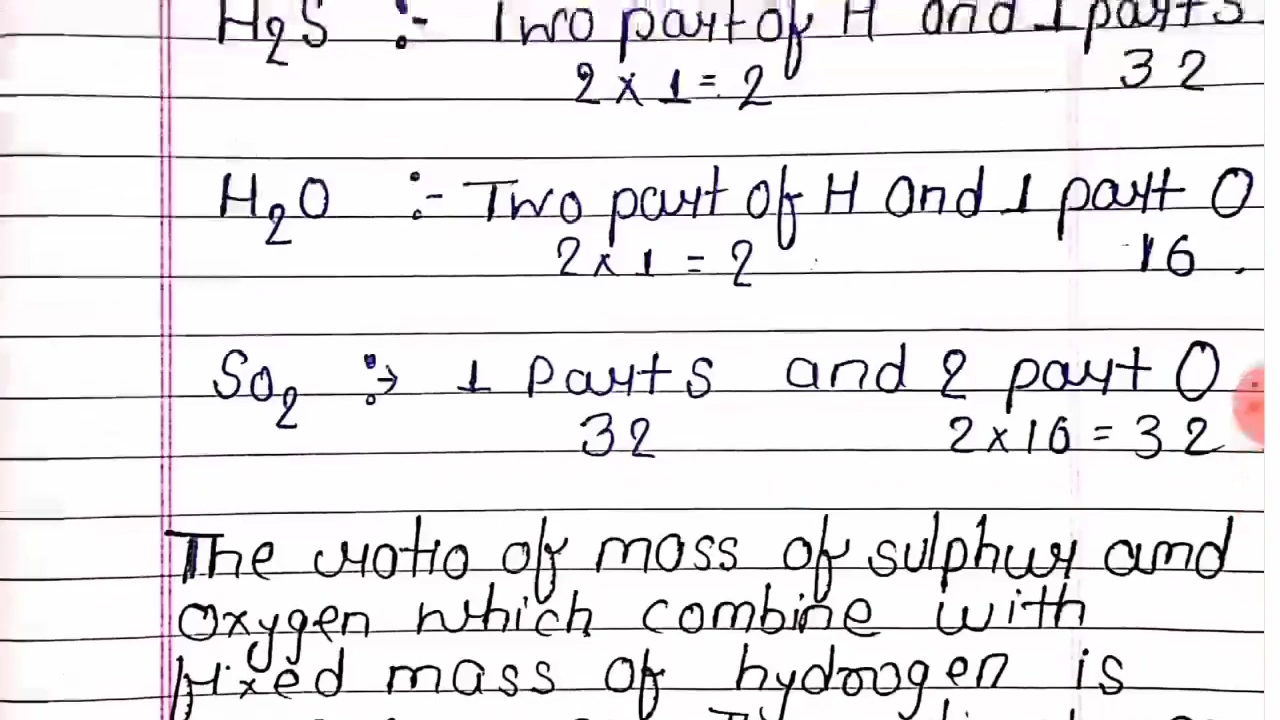 H2S :- Two part of H and 1 part S
2 x 1 = 2 32
H2O :- Two part of H and 1 part O
2 x 1 = 2 16
SO2 :→ 1 Part S and 2 part O
32 2 x 16 = 32
The ratio of mass of sulphur and
oxygen which combine with
fixed mass of hydrogen is